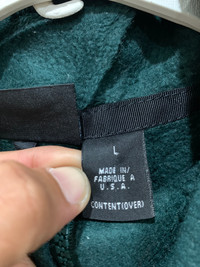 L
MADE IN/
FABRIQUE A
U.S.A.
CONTENT(OVER)